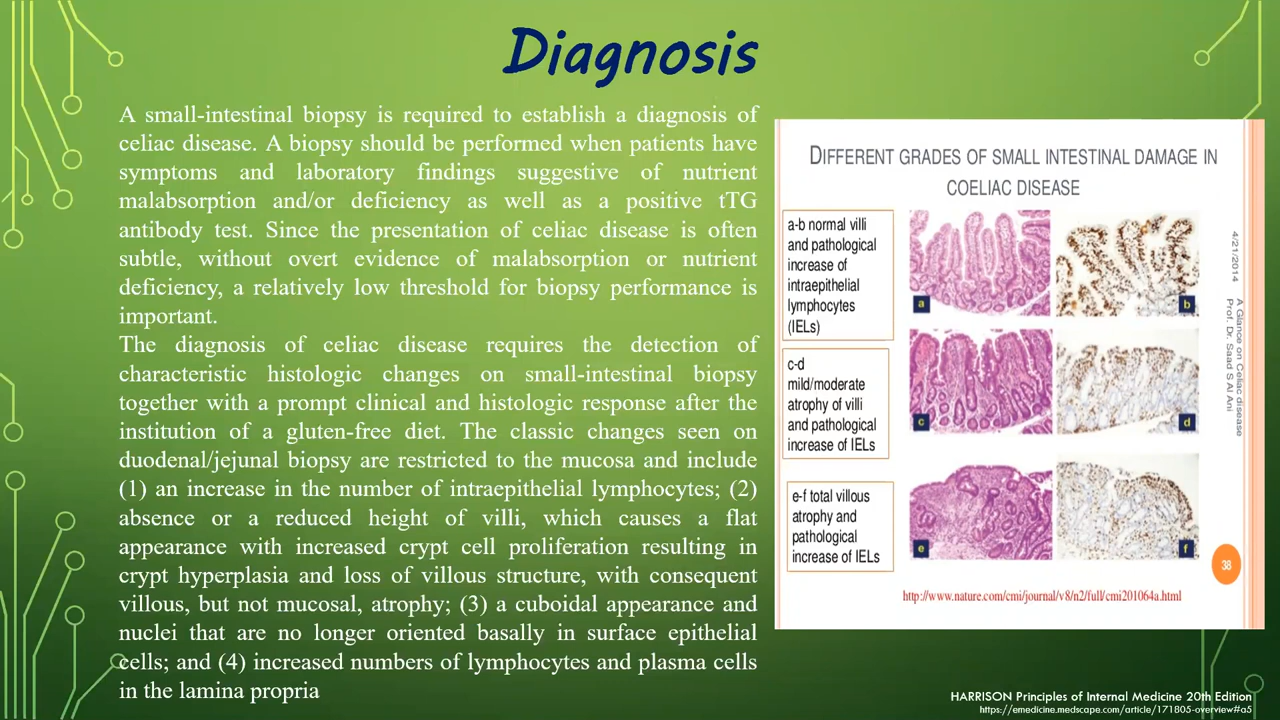 Diagnosis
A small-intestinal biopsy is required to establish a diagnosis of
celiac disease. A biopsy should be performed when patients have
symptoms and laboratory findings suggestive of nutrient
malabsorption and/or deficiency as well as a positive tTG
antibody test. Since the presentation of celiac disease is often
subtle, without overt evidence of malabsorption or nutrient
deficiency, a relatively low threshold for biopsy performance is
important.
The diagnosis of celiac disease requires the detection of
characteristic histologic changes on small-intestinal biopsy
together with a prompt clinical and histologic response after the
institution of a gluten-free diet. The classic changes seen on
duodenal/jejunal biopsy are restricted to the mucosa and include
(1) an increase in the number of intraepithelial lymphocytes; (2)
absence or a reduced height of villi, which causes a flat
appearance with increased crypt cell proliferation resulting in
crypt hyperplasia and loss of villous structure, with consequent
villous, but not mucosal, atrophy; (3) a cuboidal appearance and
nuclei that are no longer oriented basally in surface epithelial
cells; and (4) increased numbers of lymphocytes and plasma cells
in the lamina propria
DIFFERENT GRADES OF SMALL INTESTINAL DAMAGE IN
COELIAC DISEASE
a-b normal villi
and pathological
increase of
intraepithelial
lymphocytes
(IELs)
a
b
c-d
mild/moderate
atrophy of villi
and pathological
increase of IELs
c
d
e-f total villous
atrophy and
pathological
increase of IELs
e
f
4/21/2014
A Glance on Celiac disease
Prof. Dr. Saad S Al Ani
38
http://www.nature.com/cmi/journal/v8/n2/full/cmi201064a.html
HARRISON Principles of Internal Medicine 20th Edition
https://emedicine.medscape.com/article/171805-overview#a5